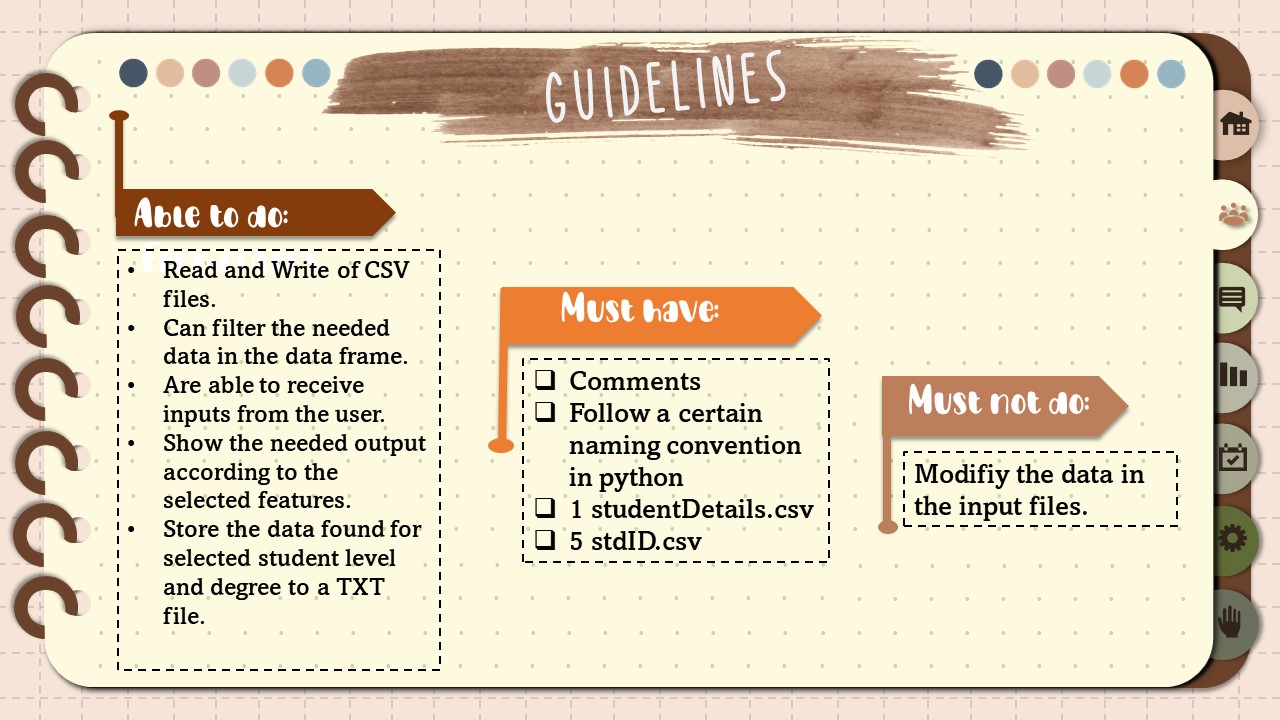 GUIDELINES
Able to do:
• Read and Write of CSV
files.
• Can filter the needed
data in the data frame.
• Are able to receive
inputs from the user.
• Show the needed output
according to the
selected features.
• Store the data found for
selected student level
and degree to a TXT
file.
Must have:
❑ Comments
❑ Follow a certain
naming convention
in python
❑ 1 studentDetails.csv
❑ 5 stdID.csv
Must not do:
Modifiy the data in
the input files.